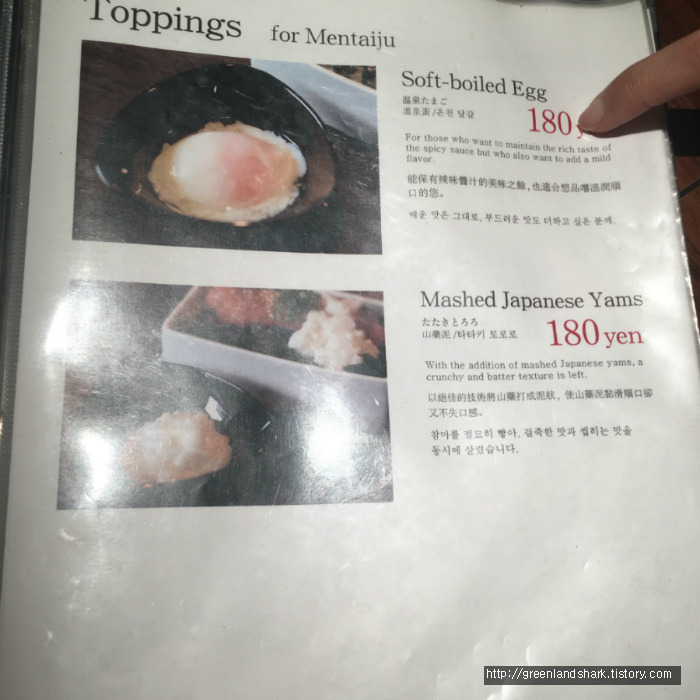 Toppings for Mentaiju
Soft-boiled Egg
温泉たまご
温泉蛋/온천 달걀
180
For those who want to maintain the rich taste of
the spicy sauce but who also want to add a mild
flavor.
能保有辣味醬汁的美味之餘,也適合想品嚐溫潤順
口的您。
매운 맛은 그대로, 부드러운 맛도 더하고 싶은 분께.
Mashed Japanese Yams
たたきとろろ
山藥泥/타타키 토로로
180 yen
With the addition of mashed Japanese yams, a
crunchy and batter texture is left.
以絕佳的技術將山藥打成泥狀，使山藥泥黏滑順口卻
又不失口感。
참마를 절묘히 빻아, 걸죽한 맛과 씹히는 맛을
동시에 살렸습니다.
http://greenlandshark.tistory.com